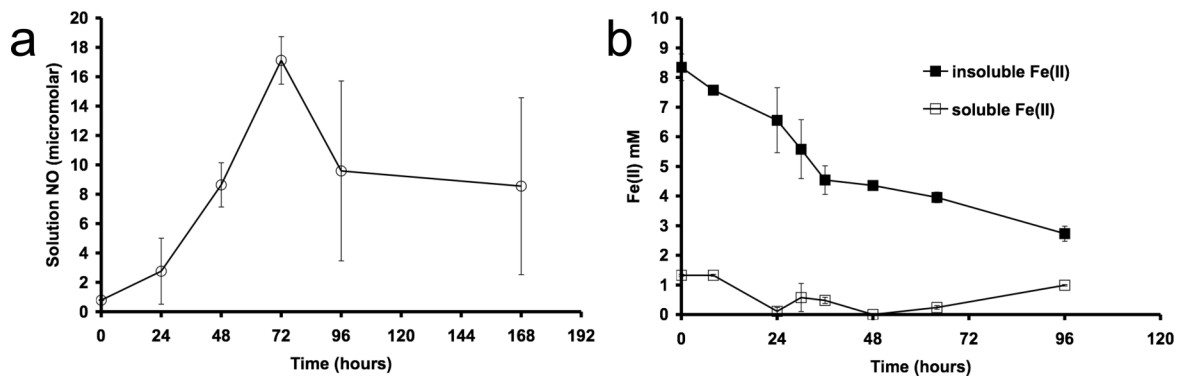 a
Solution NO (micromolar)
20
18
16
14
12
10
8
6
4
2
0
0 24 48 72 96 120 144 168 192
Time (hours)
b
Fe(II) mM
10
9
8
7
6
5
4
3
2
1
0
insoluble Fe(II)
soluble Fe(II)
0 24 48 72 96 120
Time (hours)